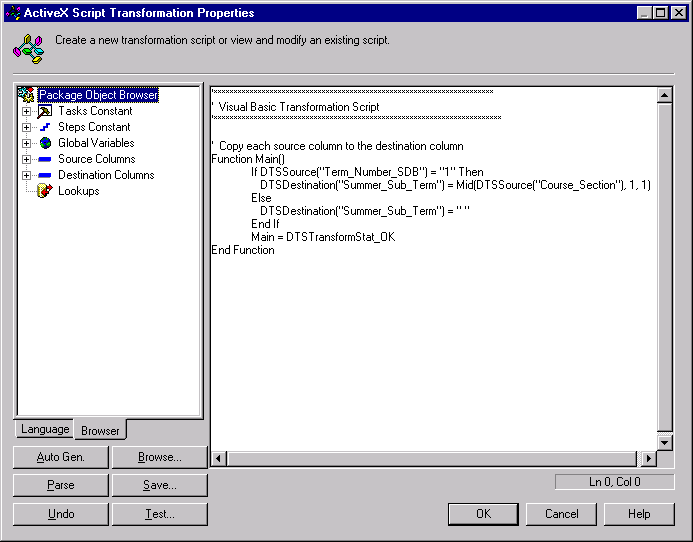 ActiveX Script Transformation Properties
Create a new transformation script or view and modify an existing script.
Package Object Browser
Tasks Constant
Steps Constant
Global Variables
Source Columns
Destination Columns
Lookups
Language
Browser
Auto Gen.
Browse...
Parse
Save...
Undo
Test...
'**********************************************************************
' Visual Basic Transformation Script
'************************************************************************
' Copy each source column to the destination column
Function Main()
If DTSSource("Term_Number_SDB") = "1" Then
DTSDestination("Summer_Sub_Term") = Mid(DTSSource("Course_Section"), 1, 1)
Else
DTSDestination("Summer_Sub_Term") = " "
End If
Main = DTSTransformStat_OK
End Function
Ln 0, Col 0
OK
Cancel
Help